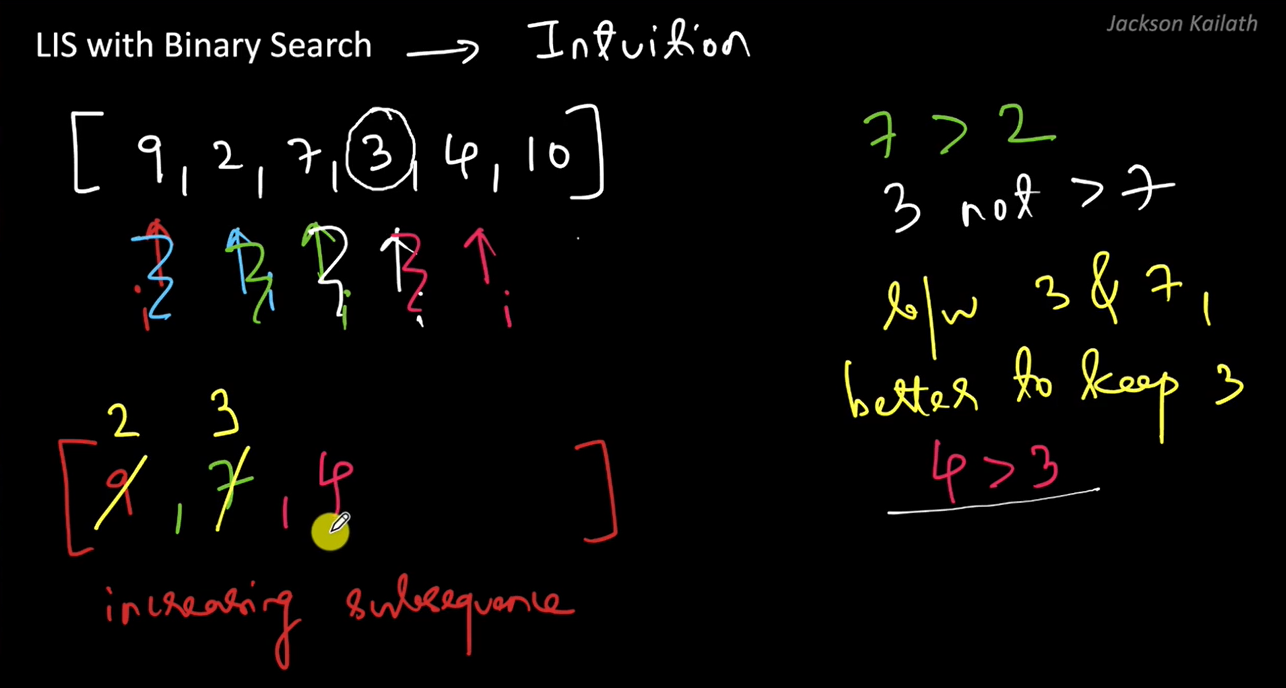 Jackson Kailath
LIS with Binary Search → Intuition
[ 9, 2, 7, 3, 4, 10 ]
i i i i i
2 3
[ 9, 7, 4 ]
increasing subsequence
7 > 2
3 not > 7
b/w 3 & 7,
better to keep 3
4 > 3